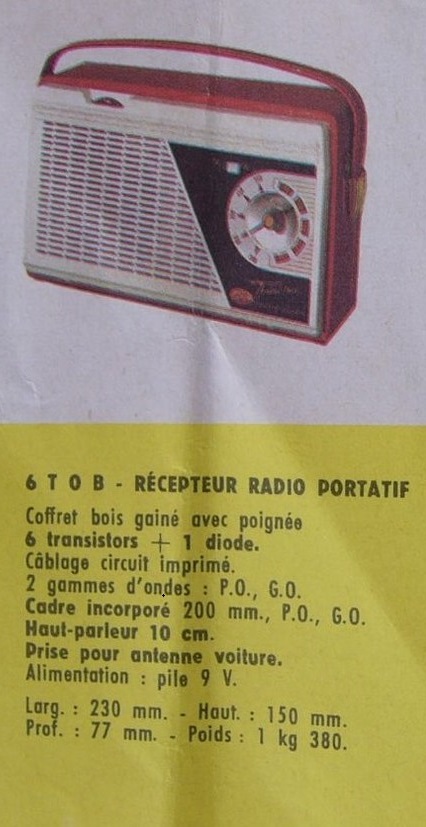 6 T O B - RÉCEPTEUR RADIO PORTATIF
Coffret bois gainé avec poignée
6 transistors + 1 diode.
Câblage circuit imprimé.
2 gammes d'ondes : P.O., G.O.
Cadre incorporé 200 mm., P.O., G.O.
Haut-parleur 10 cm.
Prise pour antenne voiture.
Alimentation : pile 9 V.
Larg. : 230 mm. - Haut. : 150 mm.
Prof. : 77 mm. - Poids : 1 kg 380.